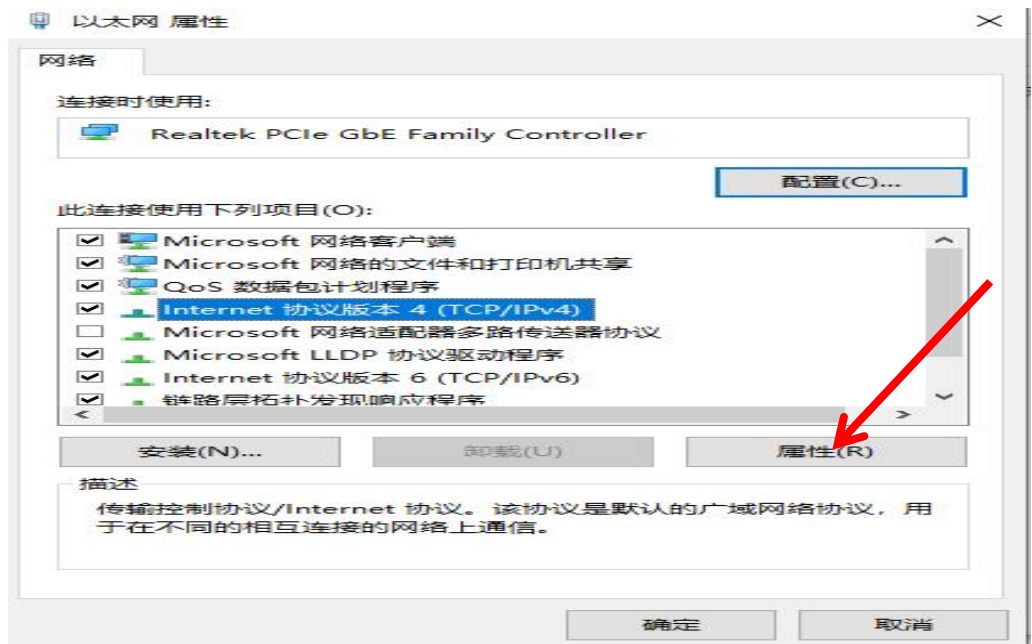 以太网 属性
网络
连接时使用:
Realtek PCIe GbE Family Controller
配置(C)...
此连接使用下列项目(O):
Microsoft 网络客户端
Microsoft 网络的文件和打印机共享
QoS 数据包计划程序
Internet 协议版本 4 (TCP/IPv4)
Microsoft 网络适配器多路传送器协议
Microsoft LLDP 协议驱动程序
Internet 协议版本 6 (TCP/IPv6)
链路层拓扑发现响应程序
安装(N)...
卸载(U)
属性(R)
描述
传输控制协议/Internet 协议。该协议是默认的广域网络协议，用
于在不同的相互连接的网络上通信。
确定
取消